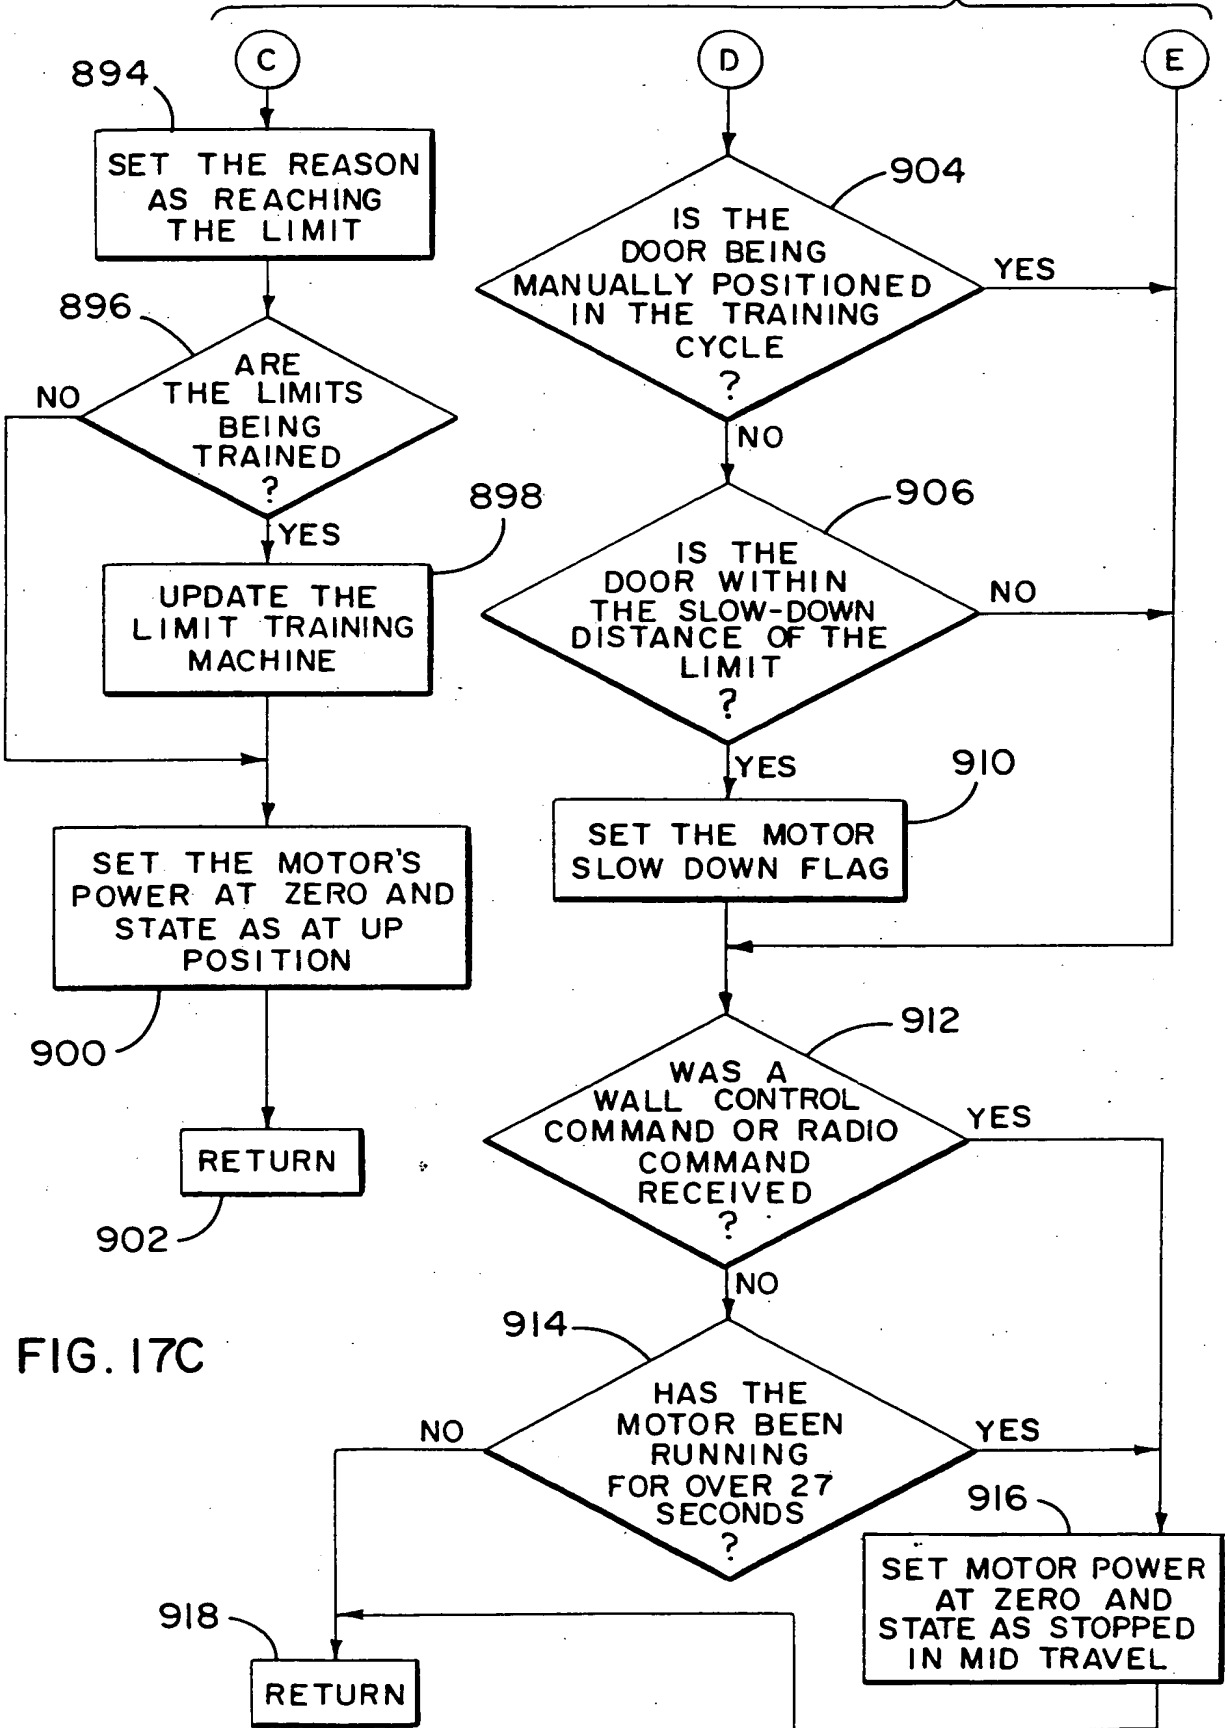 C
894
SET THE REASON
AS REACHING
THE LIMIT
896
ARE
THE LIMITS
BEING
TRAINED
?
NO
YES
898
UPDATE THE
LIMIT TRAINING
MACHINE
SET THE MOTOR'S
POWER AT ZERO AND
STATE AS AT UP
POSITION
900
RETURN
902
D
904
IS THE
DOOR BEING
MANUALLY POSITIONED
IN THE TRAINING
CYCLE
?
YES
NO
906
IS THE
DOOR WITHIN
THE SLOW-DOWN
DISTANCE OF THE
LIMIT
?
NO
YES
910
SET THE MOTOR
SLOW DOWN FLAG
E
912
WAS A
WALL CONTROL
COMMAND OR RADIO
COMMAND
RECEIVED
?
YES
NO
914
HAS THE
MOTOR BEEN
RUNNING
FOR OVER 27
SECONDS
?
NO
YES
916
SET MOTOR POWER
AT ZERO AND
STATE AS STOPPED
IN MID TRAVEL
918
RETURN
FIG. 17C